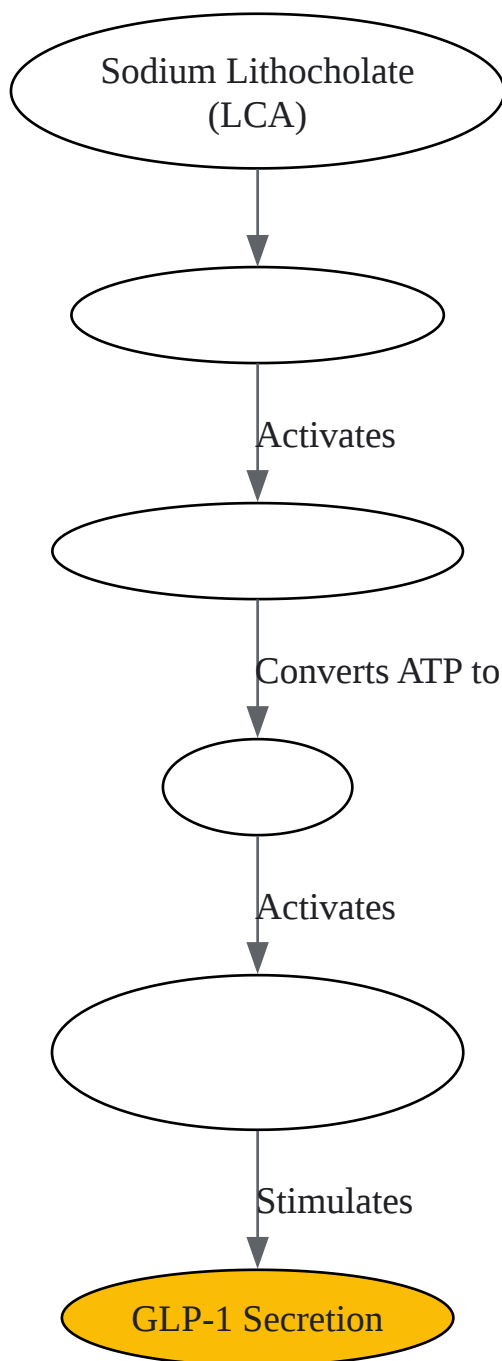 Sodium Lithocholate
(LCA)
Activates
Converts ATP to
Activates
Stimulates
GLP-1 Secretion